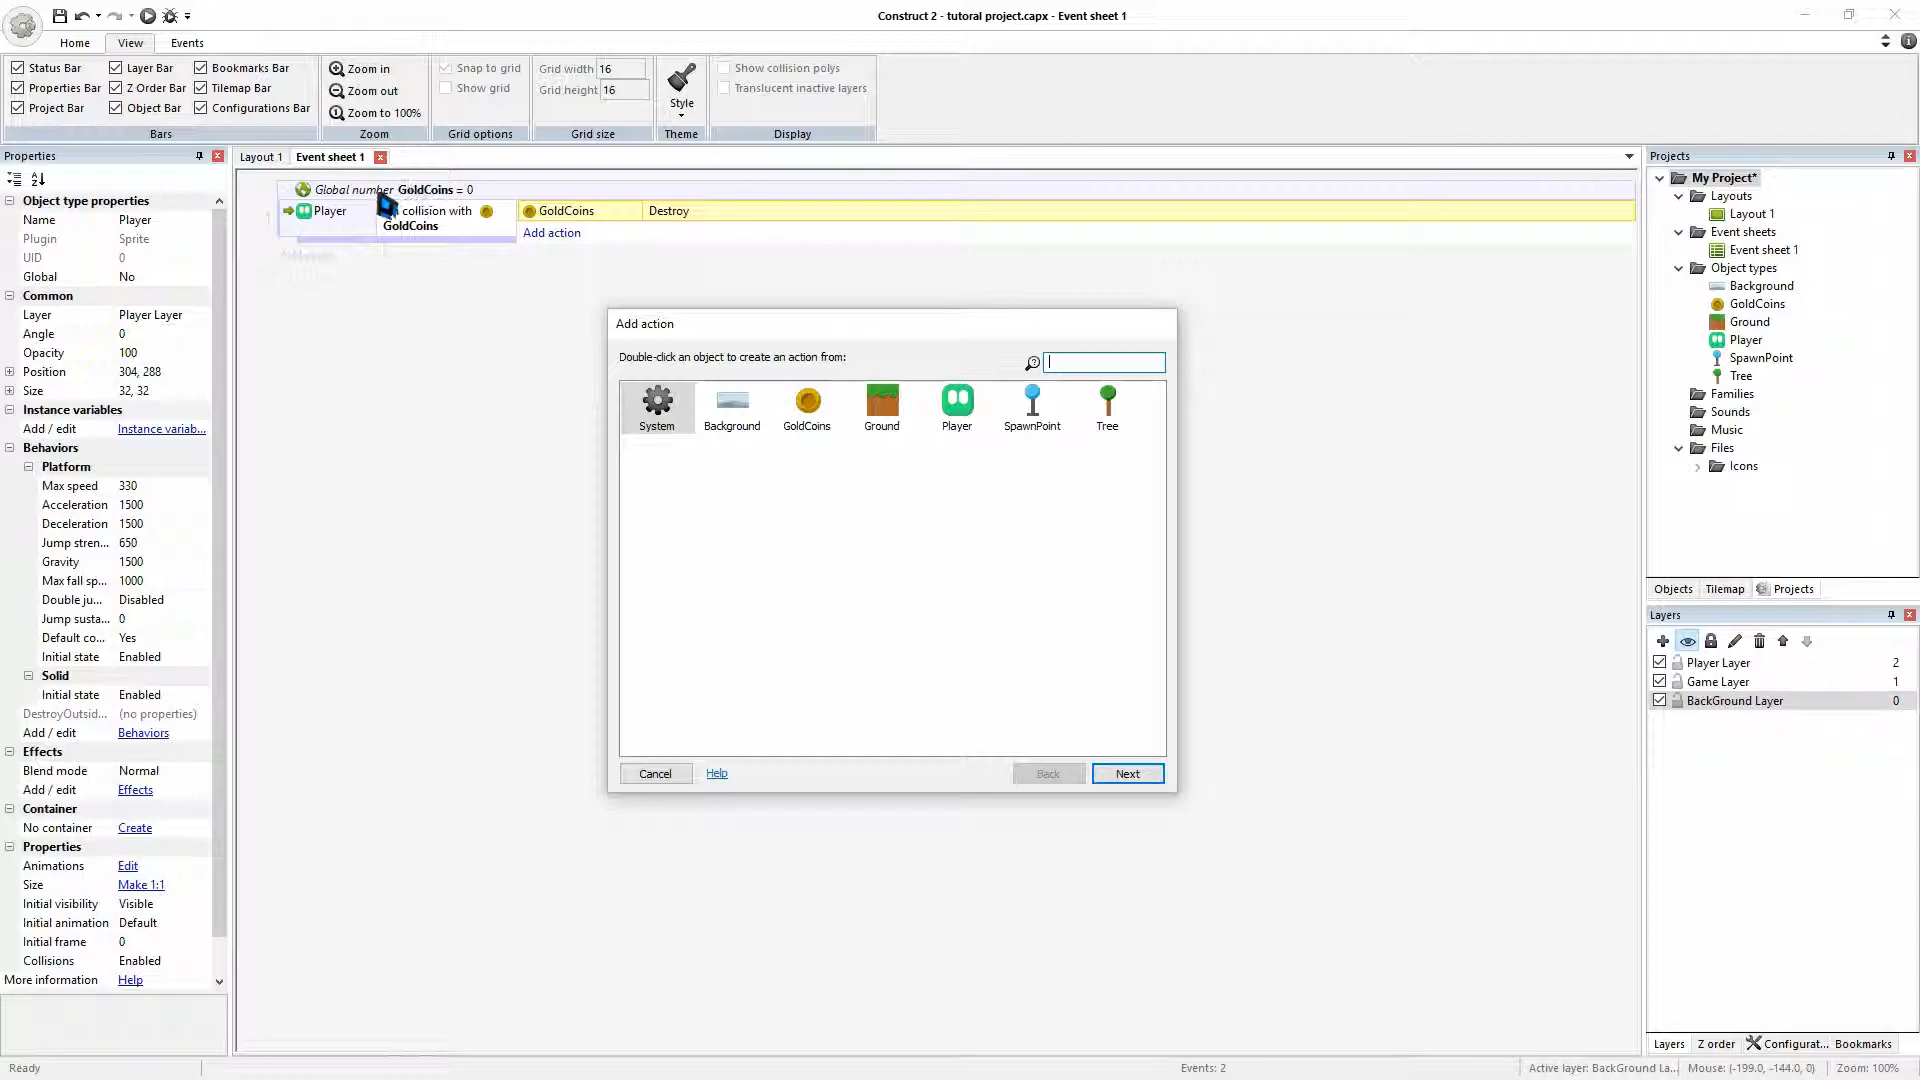 Construct 2 - tutoral project.capx - Event sheet 1
Home View Events
Status Bar Layer Bar Bookmarks Bar
Properties Bar Z Order Bar Tilemap Bar
Project Bar Object Bar Configurations Bar
Bars
Zoom in
Zoom out
Zoom to 100%
Zoom
Snap to grid
Show grid
Grid options
Grid width 16
Grid height 16
Grid size
Style
Theme
Show collision polys
Translucent inactive layers
Display
Properties
Object type properties
Name Player
Plugin Sprite
UID 0
Global No
Common
Layer Player Layer
Angle 0
Opacity 100
Position 304, 288
Size 32, 32
Instance variables
Add / edit Instance variab...
Behaviors
Platform
Max speed 330
Acceleration 1500
Deceleration 1500
Jump stren... 650
Gravity 1500
Max fall sp... 1000
Double ju... Disabled
Jump susta... 0
Default co... Yes
Initial state Enabled
Solid
Initial state Enabled
DestroyOutsid... (no properties)
Add / edit Behaviors
Effects
Blend mode Normal
Add / edit Effects
Container
No container Create
Properties
Animations Edit
Size Make 1:1
Initial visibility Visible
Initial animation Default
Initial frame 0
Collisions Enabled
More information Help
Layout 1 Event sheet 1
Global number GoldCoins = 0
Player collision with GoldCoins Destroy
GoldCoins
Add action
Add action
Double-click an object to create an action from:
System Background GoldCoins Ground Player SpawnPoint Tree
Cancel Help Back Next
Projects
My Project*
Layouts
Layout 1
Event sheets
Event sheet 1
Object types
Background
GoldCoins
Ground
Player
SpawnPoint
Tree
Families
Sounds
Music
Files
Icons
Objects Tilemap Projects
Layers
Player Layer 2
Game Layer 1
BackGround Layer 0
Layers Z order Configurat... Bookmarks
Ready Events: 2 Active layer: BackGround La... Mouse: (-199.0, -144.0, 0) Zoom: 100%